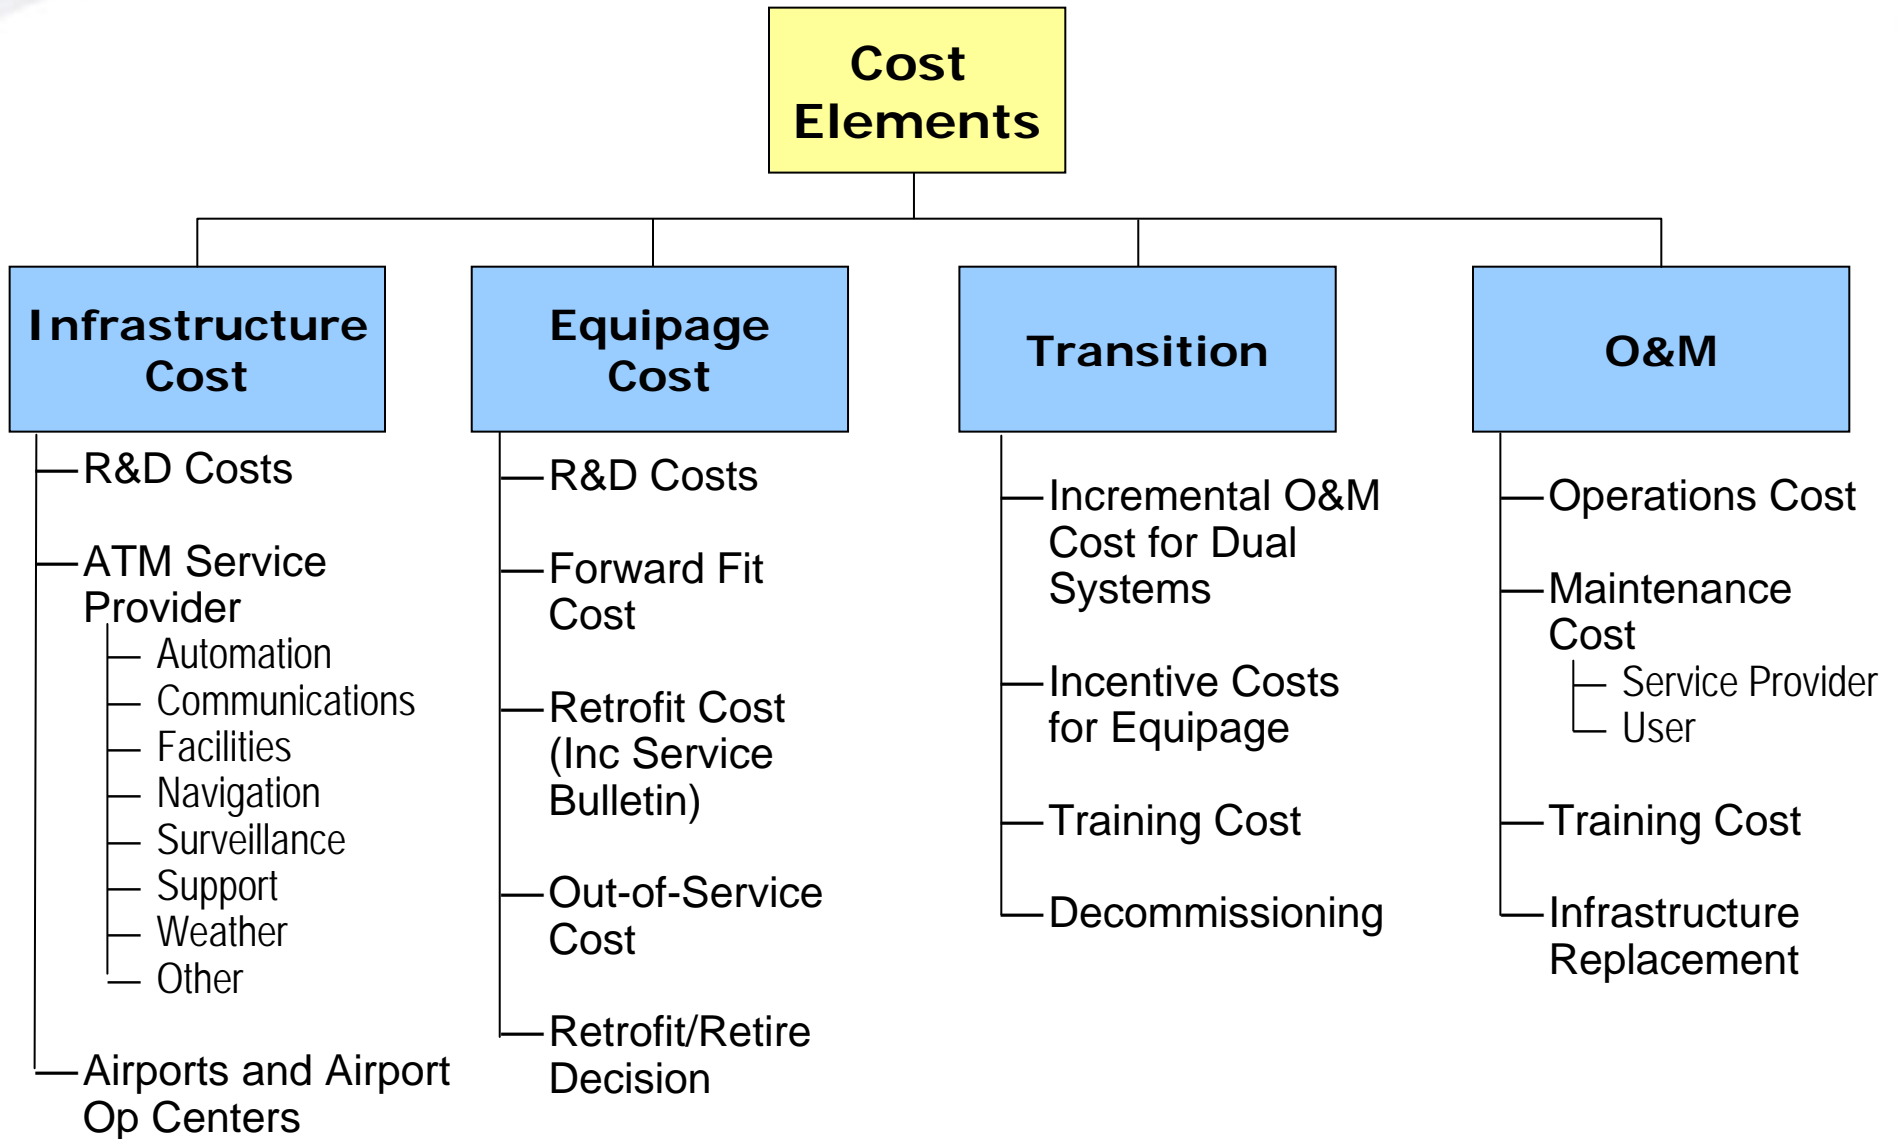 Cost
Elements
Infrastructure
Cost
R&D Costs
ATM Service
Provider
Automation
Communications
Facilities
Navigation
Surveillance
Support
Weather
Other
Airports and Airport
Op Centers
Equipage
Cost
R&D Costs
Forward Fit
Cost
Retrofit Cost
(Inc Service
Bulletin)
Out-of-Service
Cost
Retrofit/Retire
Decision
Transition
Incremental O&M
Cost for Dual
Systems
Incentive Costs
for Equipage
Training Cost
Decommissioning
O&M
Operations Cost
Maintenance
Cost
Service Provider
User
Training Cost
Infrastructure
Replacement